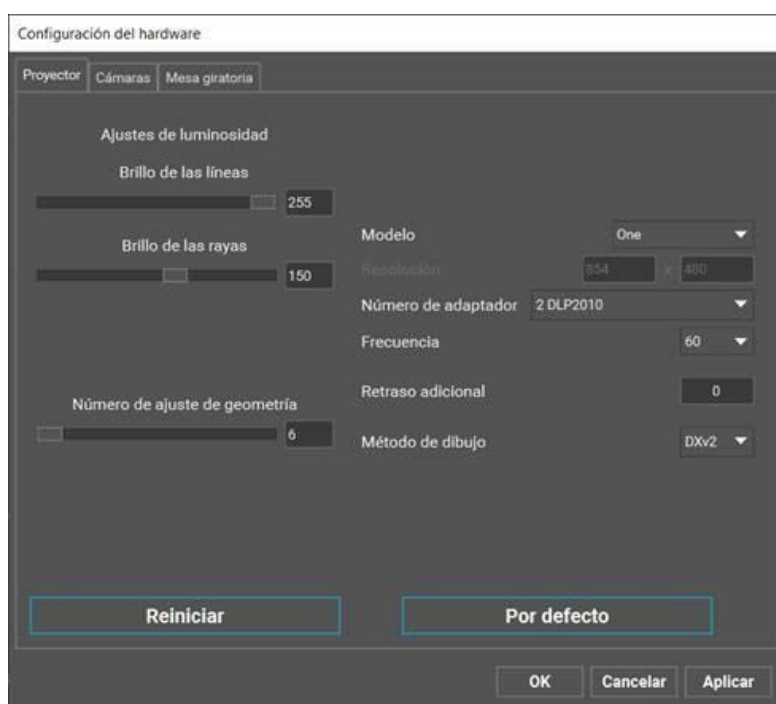 Configuración del hardware
Proyector Cámaras Mesa giratoria
Ajustes de luminosidad
Brillo de las líneas
255
Brillo de las rayas
150
Número de ajuste de geometría
6
Modelo One
Resolución 854 x 480
Número de adaptador 2 DLP2010
Frecuencia 60
Retraso adicional 0
Método de dibujo DXv2
Reiniciar Por defecto
OK Cancelar Aplicar